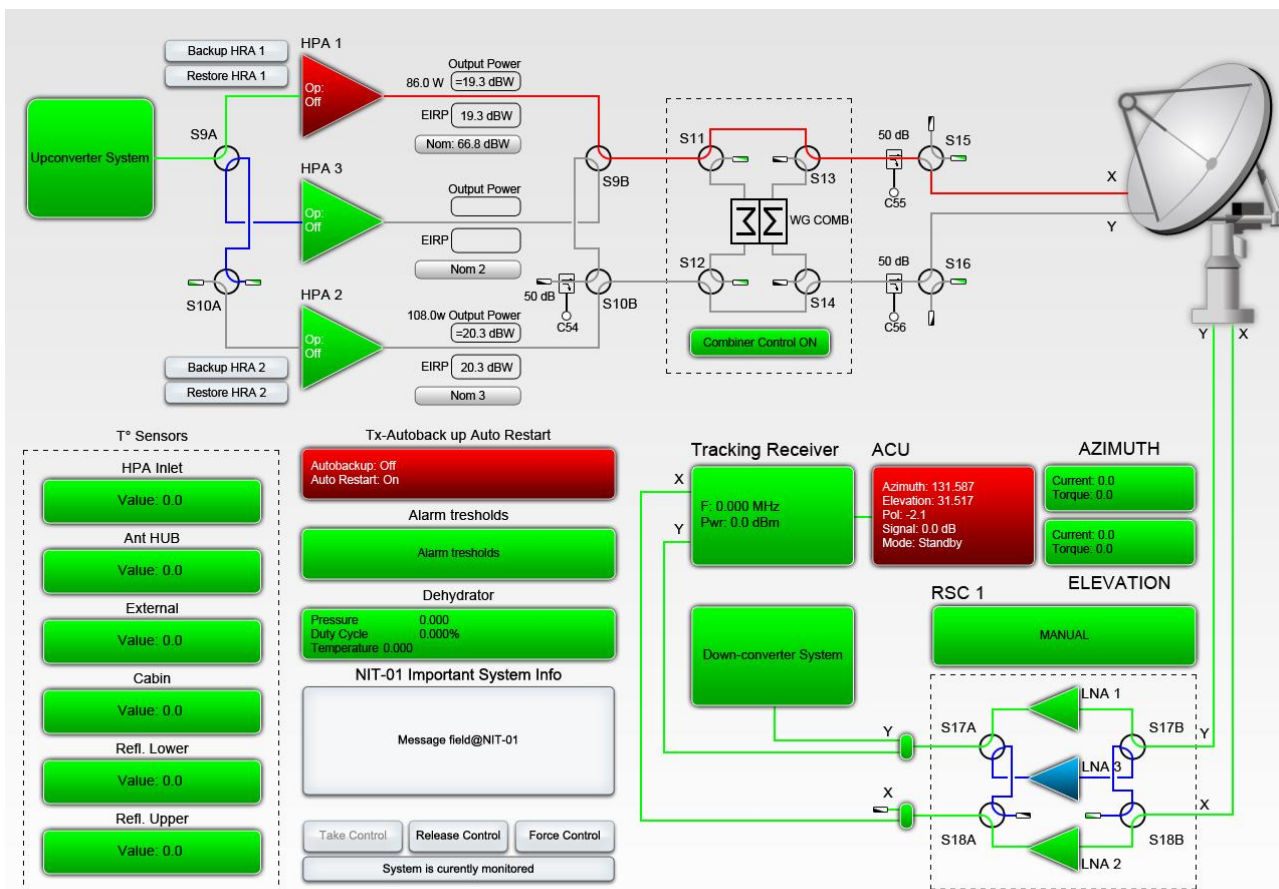 Backup HRA 1
Restore HRA 1
HPA 1
Op:
Off
86.0 W
Output Power
=19.3 dBW
EIRP
19.3 dBW
Nom: 66.8 dBW
Upconverter System
S9A
HPA 3
Op:
Off
Output Power
EIRP
Nom 2
S9B
S11
S13
WG COMB
S12
S14
Combiner Control ON
50 dB
C55
S15
X
Y
50 dB
C56
S16
S10A
HPA 2
Op:
Off
50 dB
C54
S10B
108.0w Output Power
=20.3 dBW
EIRP
20.3 dBW
Nom 3
Backup HRA 2
Restore HRA 2
Y X
T° Sensors
HPA Inlet
Value: 0.0
Ant HUB
Value: 0.0
External
Value: 0.0
Cabin
Value: 0.0
Refl. Lower
Value: 0.0
Refl. Upper
Value: 0.0
Tx-Autoback up Auto Restart
Autobackup: Off
Auto Restart: On
Alarm tresholds
Alarm tresholds
Dehydrator
Pressure 0.000
Duty Cycle 0.000%
Temperature 0.000
NIT-01 Important System Info
Message field@NIT-01
Take Control
Release Control
Force Control
System is curently monitored
Tracking Receiver
X
Y
F: 0.000 MHz
Pwr: 0.0 dBm
ACU
Azimuth: 131.587
Elevation: 31.517
Pol: -2.1
Signal: 0.0 dB
Mode: Standby
AZIMUTH
Current: 0.0
Torque: 0.0
Current: 0.0
Torque: 0.0
ELEVATION
RSC 1
MANUAL
Down-converter System
Y
X
S17A
LNA 1
S17B
Y
LNA 3
X
S18A
LNA 2
S18B